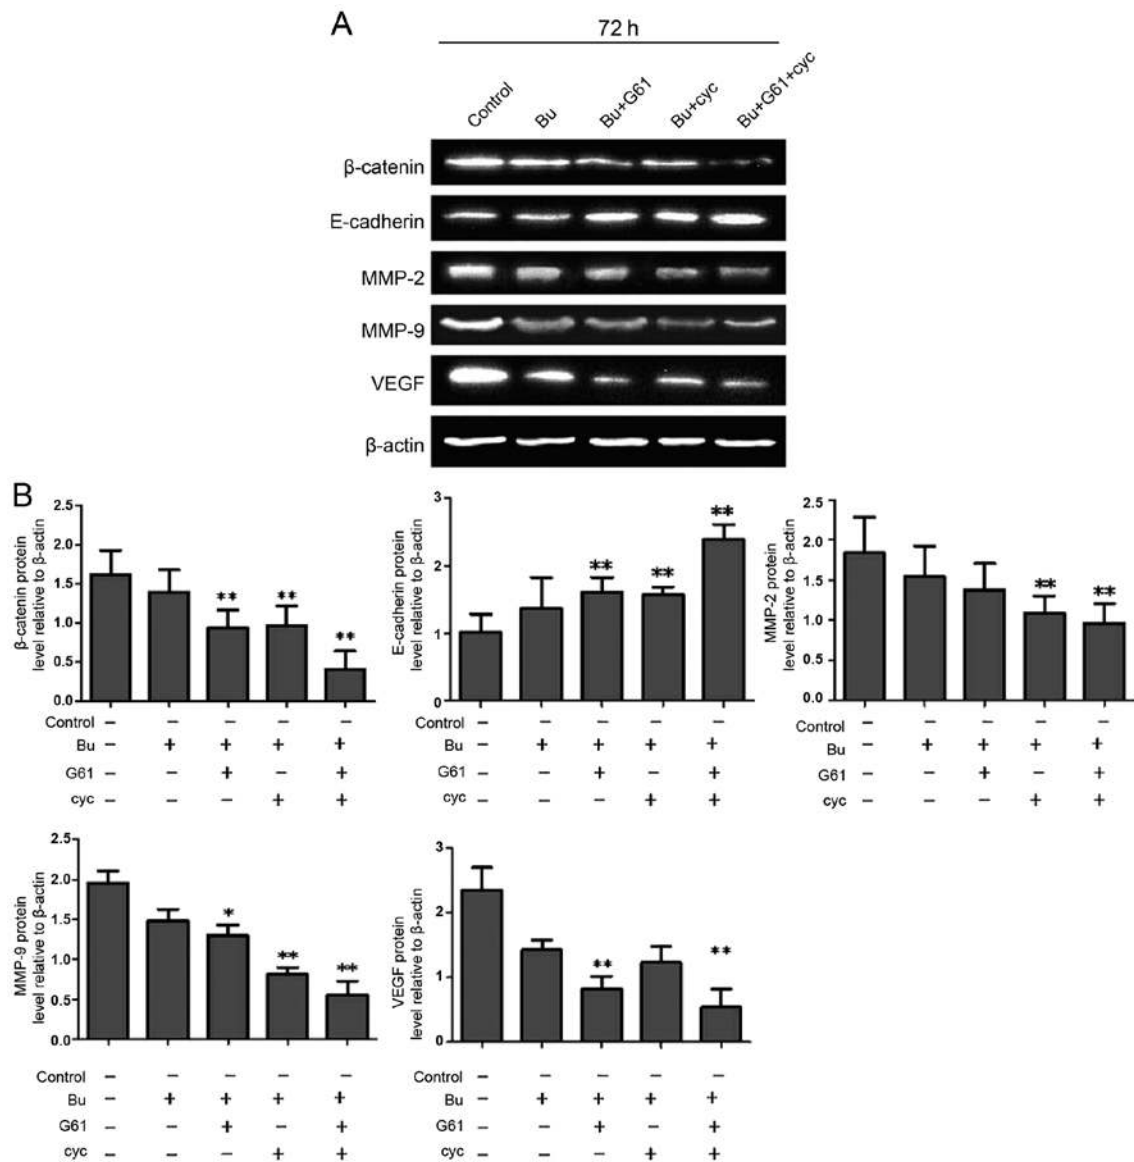 A
72 h
Control Bu Bu+G61 Bu+cyc Bu+G61+cyc
β-catenin
E-cadherin
MMP-2
MMP-9
VEGF
β-actin
B
β-catenin protein
level relative to β-actin
2.5
2.0
1.5
1.0
0.5
0.0
** ** **
Control – – – – –
Bu – + + + +
G61 – – + – +
cyc – – – + +
E-cadherin protein
level relative to β-actin
3
2
1
0
** ** **
– – – – –
Bu – + + + +
G61 – – + – +
cyc – – – + +
MMP-2 protein
level relative to β-actin
2.5
2.0
1.5
1.0
0.5
0.0
** **
Control – – – – –
Bu – + + + +
G61 – – + – +
cyc – – – + +
MMP-9 protein
level relative to β-actin
2.5
2.0
1.5
1.0
0.5
0.0
* ** **
Control – – – – –
Bu – + + + +
G61 – – + – +
cyc – – – + +
VEGF protein
level relative to β-actin
3
2
1
0
** **
Control – – – – –
Bu – + + + +
G61 – – + – +
cyc – – – + +